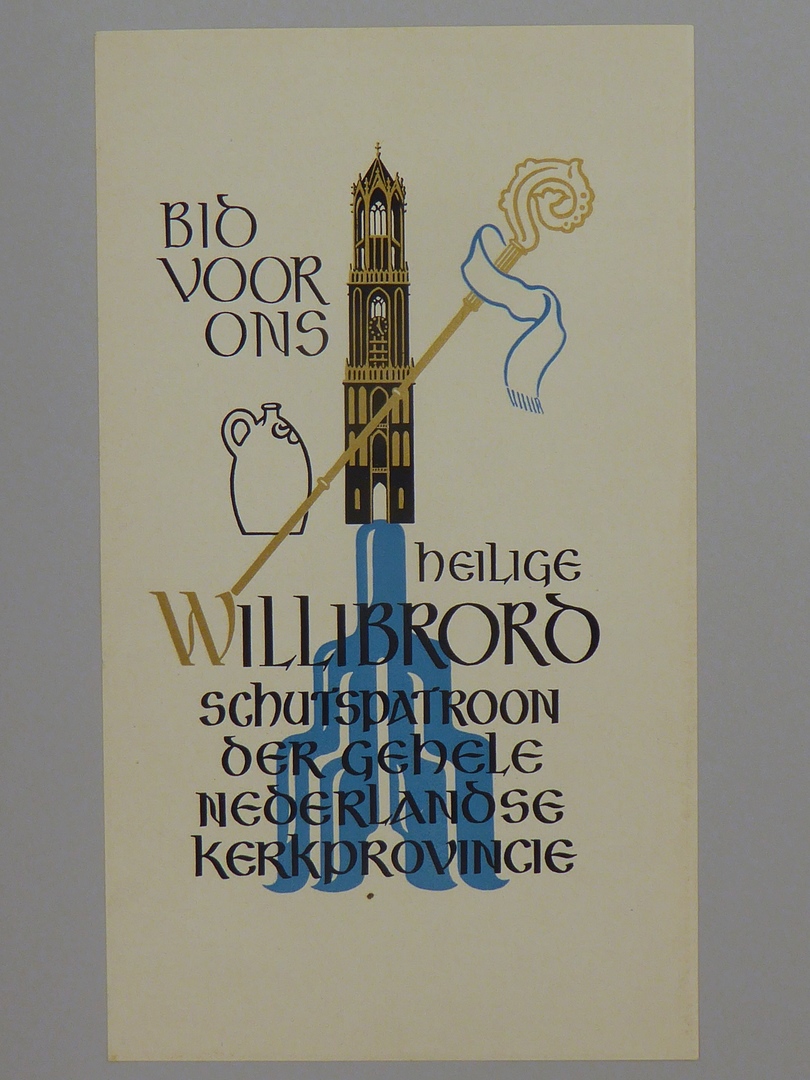 BID
VOOR
ONS
HEILIGE
WILLIBRORD
SCHUTSPATROON
DER GEHELE
NEDERLANDSE
KERKPROVINCIE